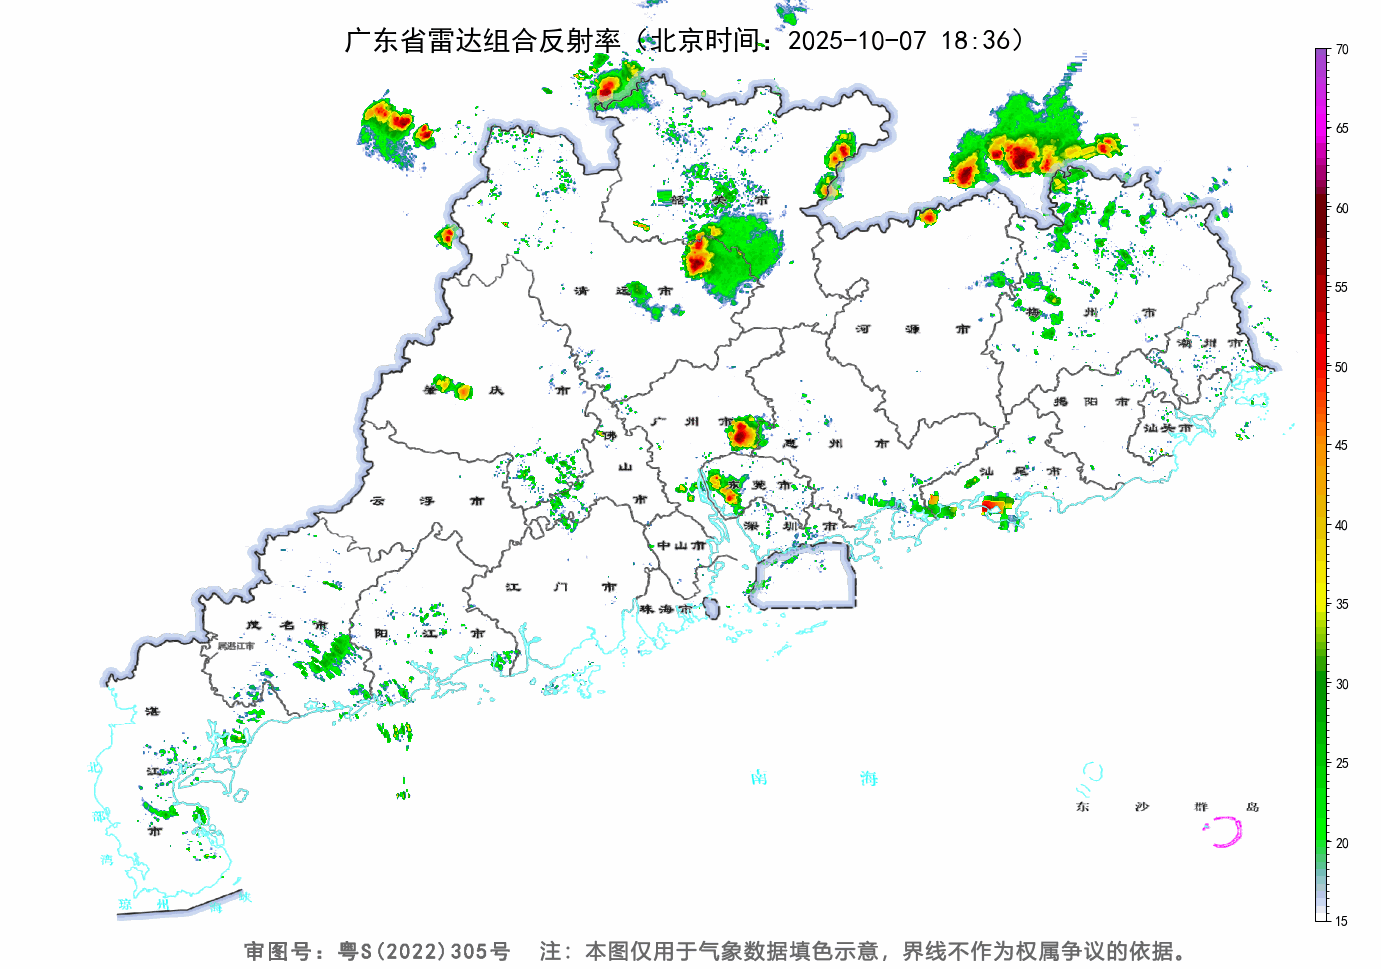 广东省雷达组合反射率（北京时间：2025-10-07 18:36）
70
65
60
55
50
45
40
35
30
25
20
15
韶 关 市
清 远 市
河 源 市
梅 州 市
潮 州 市
肇 庆 市
广 州 市
惠 州 市
揭 阳 市
汕头市
佛 山 市
云 浮 市
东莞市
汕 尾 市
深 圳 市
中山市
江 门 市
珠海市
茂 名 市
阳 江 市
属湛江市
湛 江 市
南 海
东 沙 群 岛
北 部 湾
琼 州 海 峡
审图号：粤S(2022)305号 注：本图仅用于气象数据填色示意，界线不作为权属争议的依据。